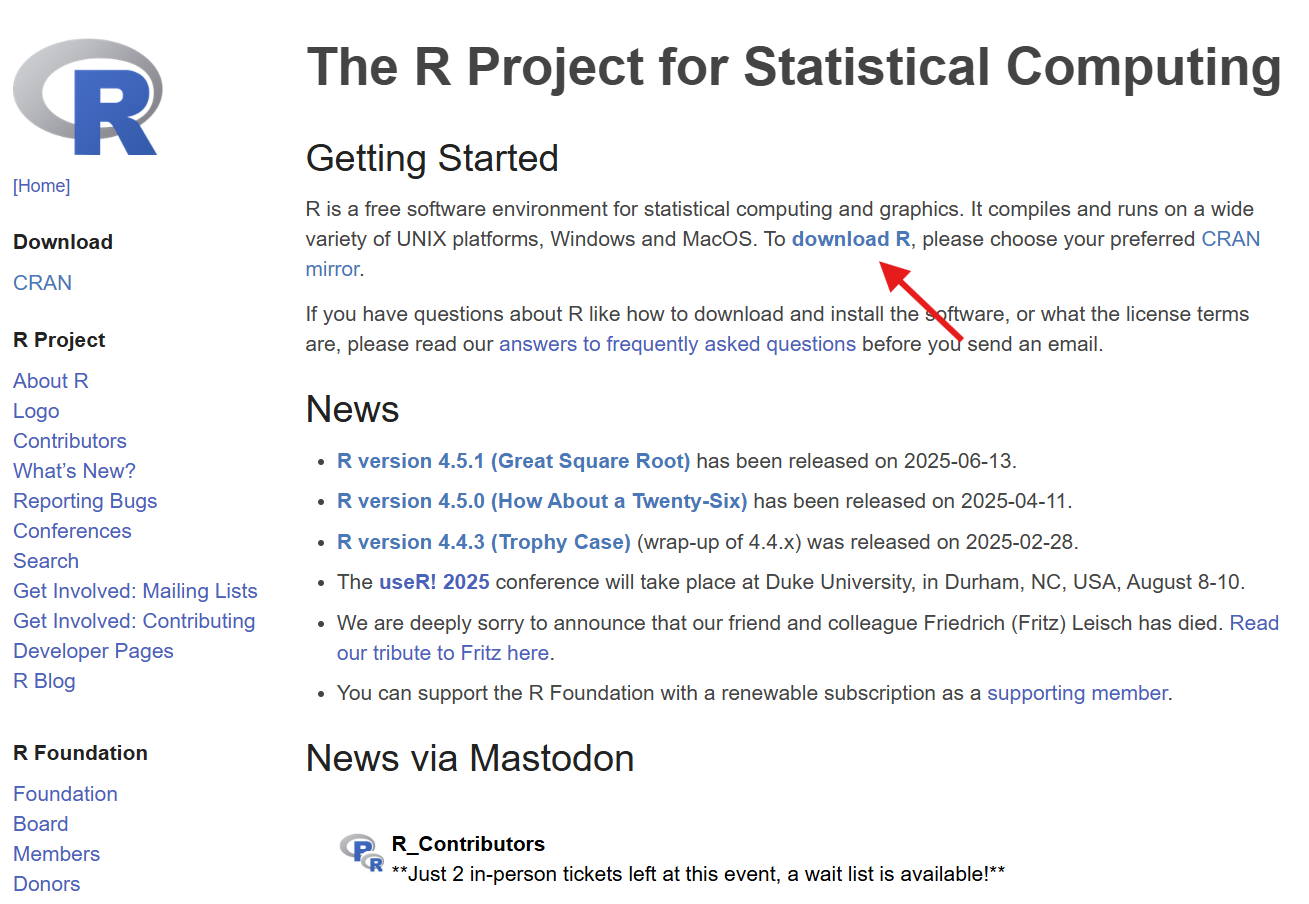 R
[Home]
Download
CRAN
R Project
About R
Logo
Contributors
What’s New?
Reporting Bugs
Conferences
Search
Get Involved: Mailing Lists
Get Involved: Contributing
Developer Pages
R Blog
R Foundation
Foundation
Board
Members
Donors
The R Project for Statistical Computing
Getting Started
R is a free software environment for statistical computing and graphics. It compiles and runs on a wide
variety of UNIX platforms, Windows and MacOS. To download R, please choose your preferred CRAN
mirror.
If you have questions about R like how to download and install the software, or what the license terms
are, please read our answers to frequently asked questions before you send an email.
News
• R version 4.5.1 (Great Square Root) has been released on 2025-06-13.
• R version 4.5.0 (How About a Twenty-Six) has been released on 2025-04-11.
• R version 4.4.3 (Trophy Case) (wrap-up of 4.4.x) was released on 2025-02-28.
• The useR! 2025 conference will take place at Duke University, in Durham, NC, USA, August 8-10.
• We are deeply sorry to announce that our friend and colleague Friedrich (Fritz) Leisch has died. Read
our tribute to Fritz here.
• You can support the R Foundation with a renewable subscription as a supporting member.
News via Mastodon
R R
R_Contributors
**Just 2 in-person tickets left at this event, a wait list is available!**